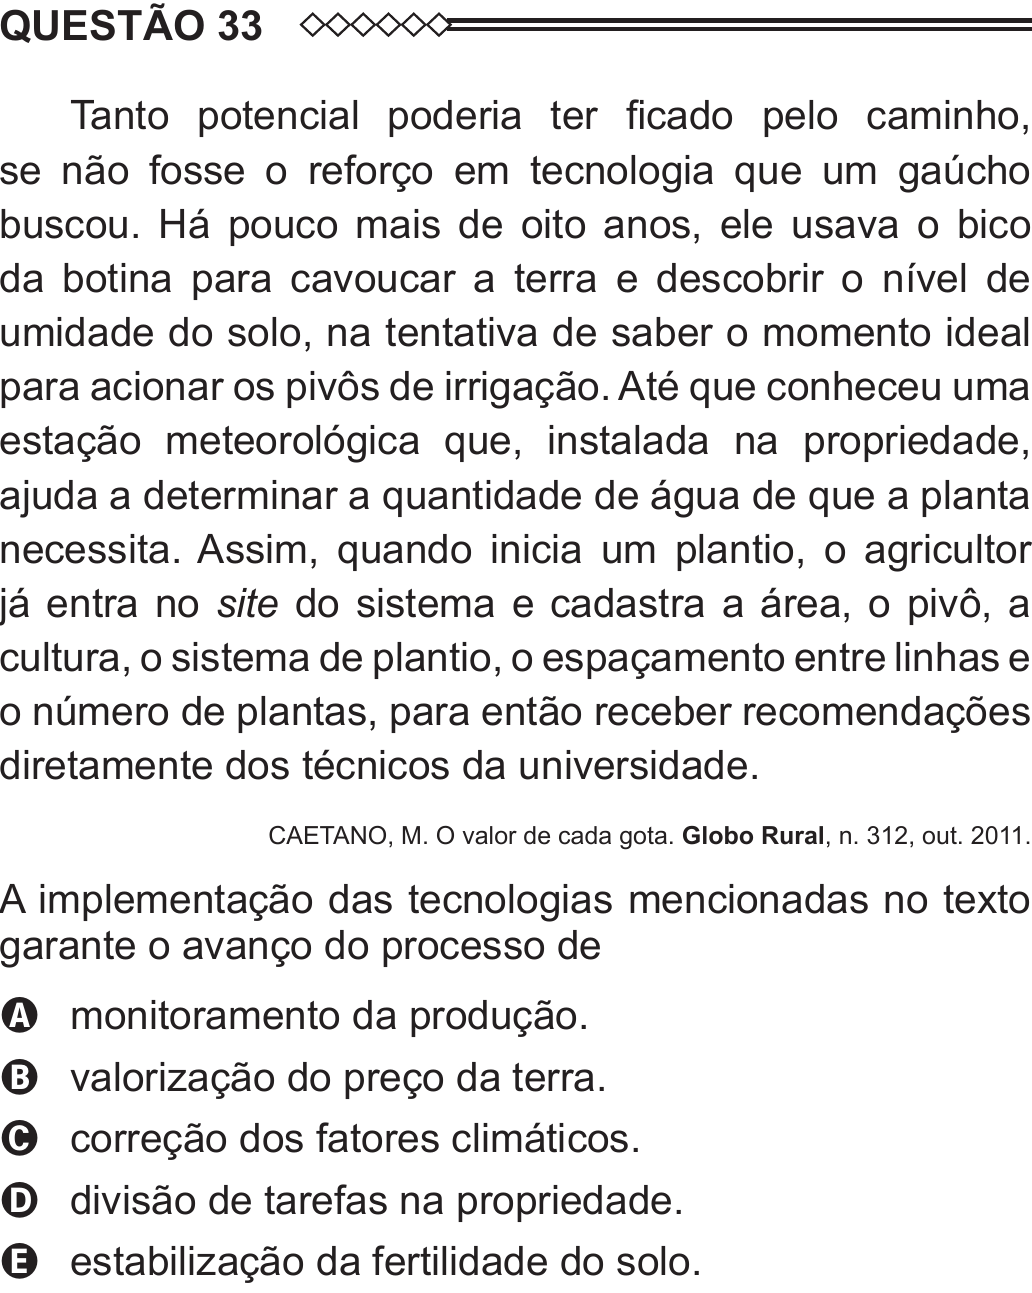 QUESTÃO 33
Tanto potencial poderia ter ficado pelo caminho,
se não fosse o reforço em tecnologia que um gaúcho
buscou. Há pouco mais de oito anos, ele usava o bico
da botina para cavoucar a terra e descobrir o nível de
umidade do solo, na tentativa de saber o momento ideal
para acionar os pivôs de irrigação. Até que conheceu uma
estação meteorológica que, instalada na propriedade,
ajuda a determinar a quantidade de água de que a planta
necessita. Assim, quando inicia um plantio, o agricultor
já entra no site do sistema e cadastra a área, o pivô, a
cultura, o sistema de plantio, o espaçamento entre linhas e
o número de plantas, para então receber recomendações
diretamente dos técnicos da universidade.
CAETANO, M. O valor de cada gota. Globo Rural, n. 312, out. 2011.
A implementação das tecnologias mencionadas no texto
garante o avanço do processo de
A monitoramento da produção.
B valorização do preço da terra.
C correção dos fatores climáticos.
D divisão de tarefas na propriedade.
E estabilização da fertilidade do solo.